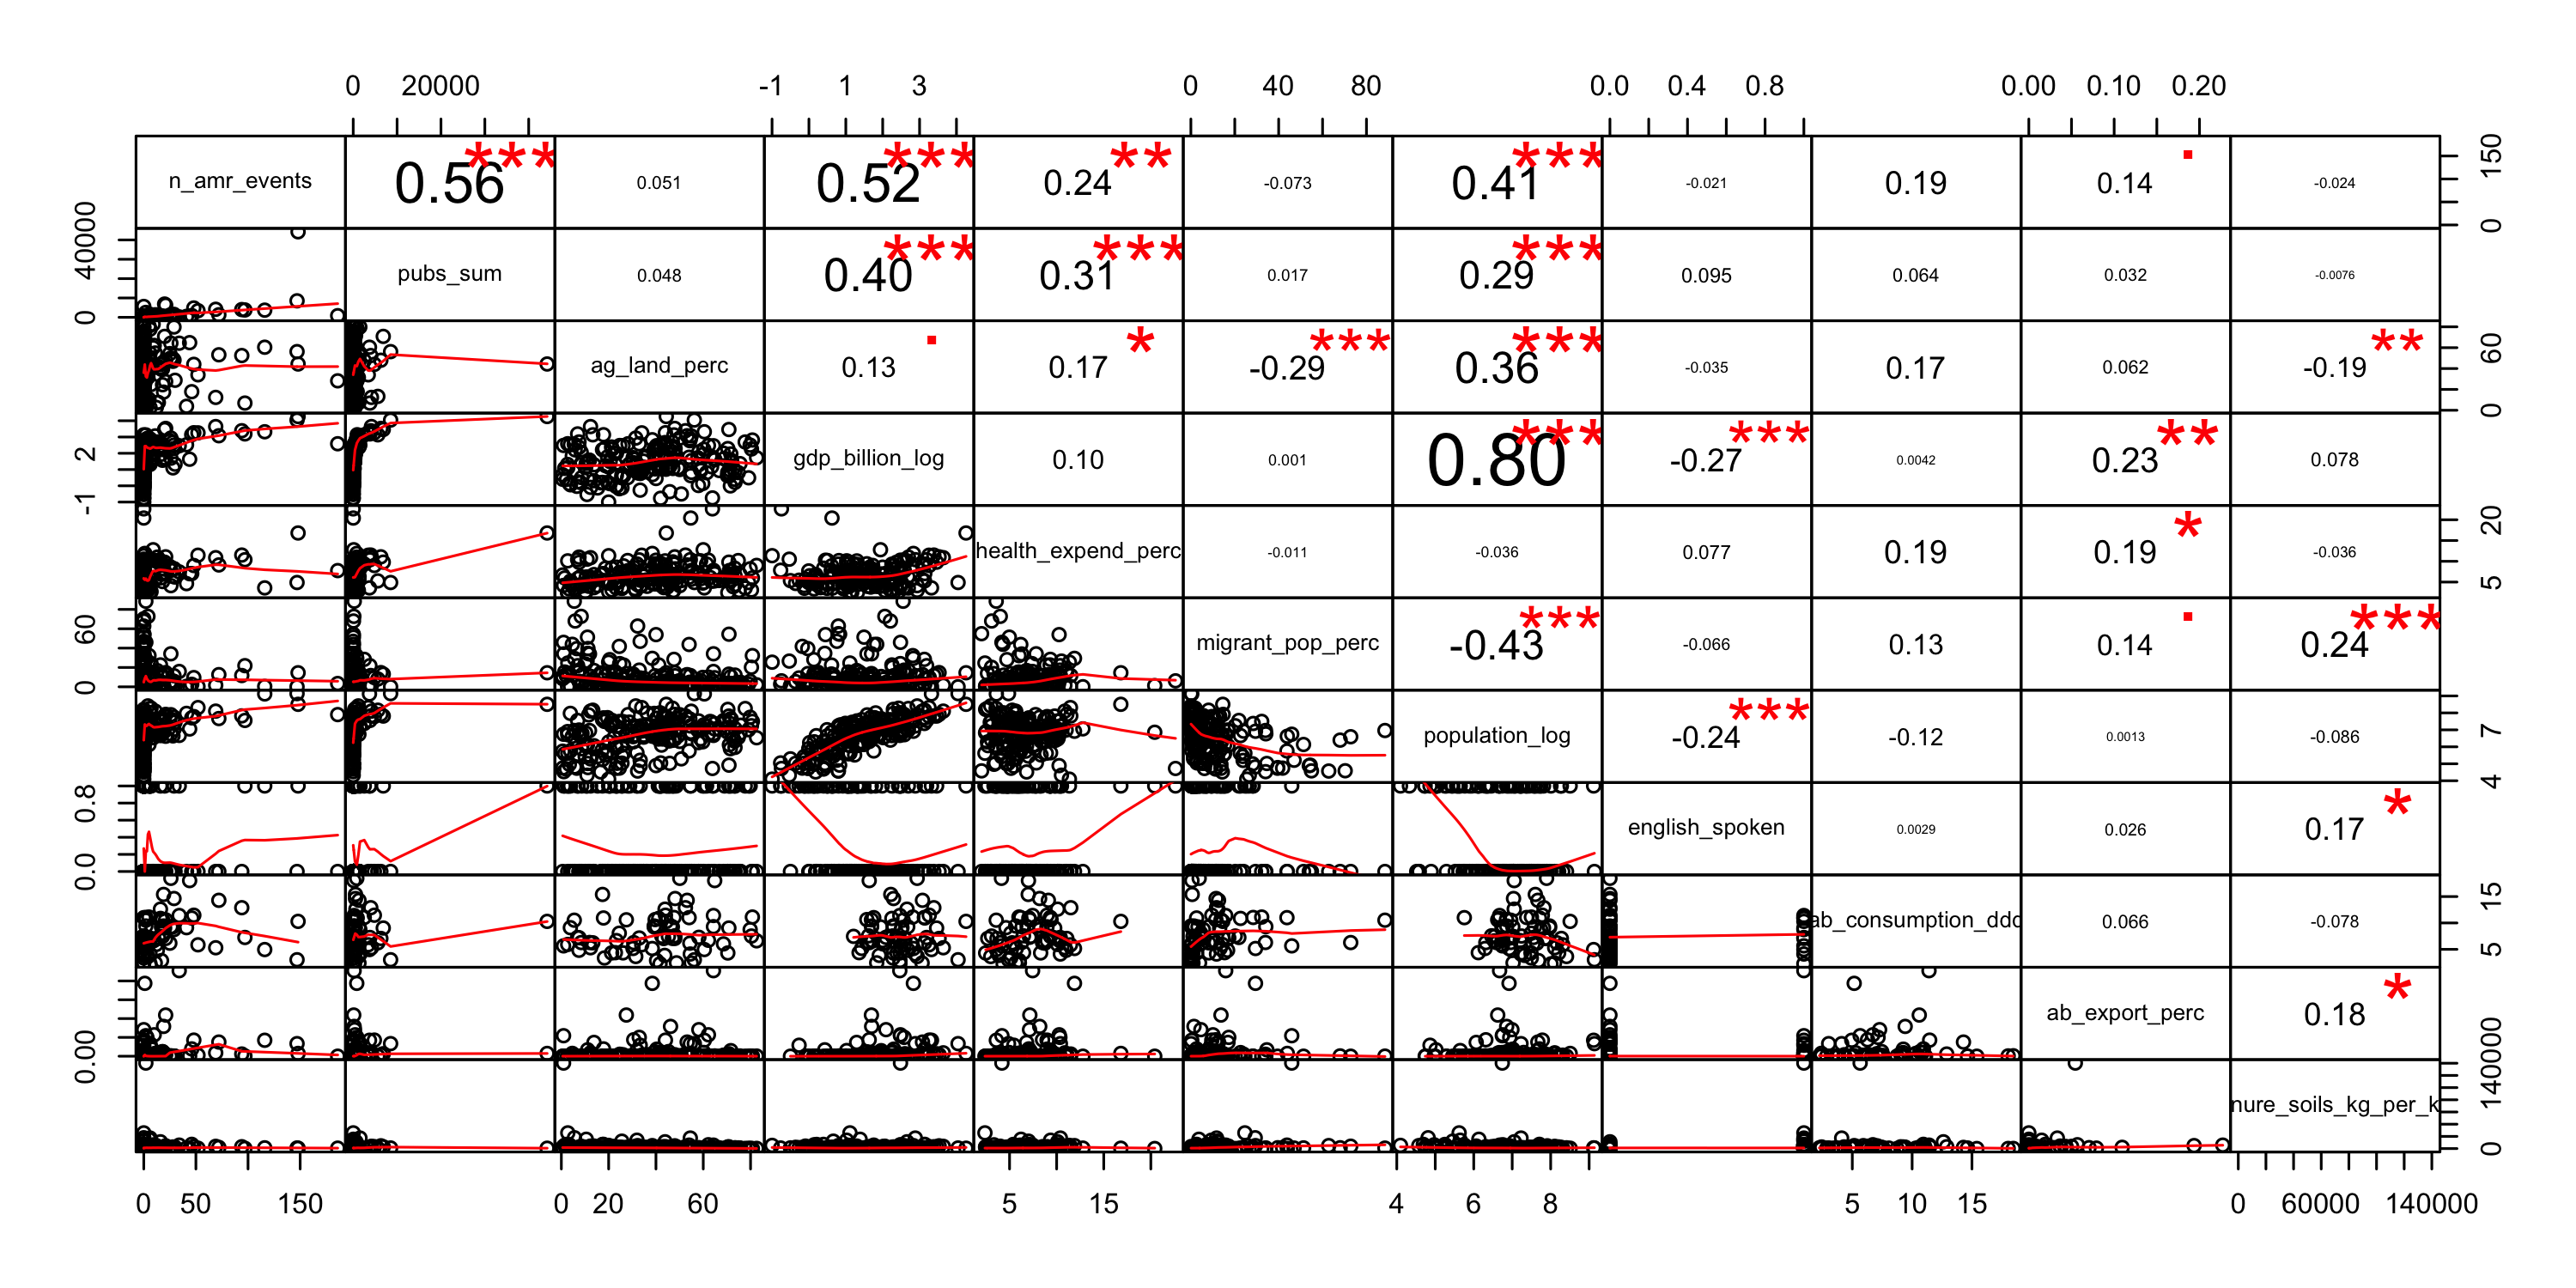 0 20000 -1 1 3 0 40 80 0.0 0.4 0.8 0.00 0.10 0.20
n_amr_events 0.56 *** 0.051 0.52 *** 0.24 ** -0.073 0.41 *** -0.021 0.19 0.14 . -0.024 0 150
0 40000 pubs_sum 0.048 0.40 *** 0.31 *** 0.017 0.29 *** 0.095 0.064 0.032 -0.0076
ag_land_perc 0.13 . 0.17 * -0.29 *** 0.36 *** -0.035 0.17 0.062 -0.19 ** 0 60
-1 2 gdp_billion_log 0.10 0.001 0.80 *** -0.27 *** 0.0042 0.23 ** 0.078
health_expend_perc -0.011 -0.036 0.077 0.19 0.19 * -0.036 5 20
0 60 migrant_pop_perc -0.43 *** -0.066 0.13 0.14 . 0.24 ***
population_log -0.24 *** -0.12 0.0013 -0.086 4 7
0.0 0.8 english_spoken 0.0029 0.026 0.17 *
ab_consumption_ddd 0.066 -0.078 5 15
0.00 ab_export_perc 0.18 *
nure_soils_kg_per_k 0 140000
0 50 150 0 20 60 5 15 4 6 8 5 10 15 0 60000 140000